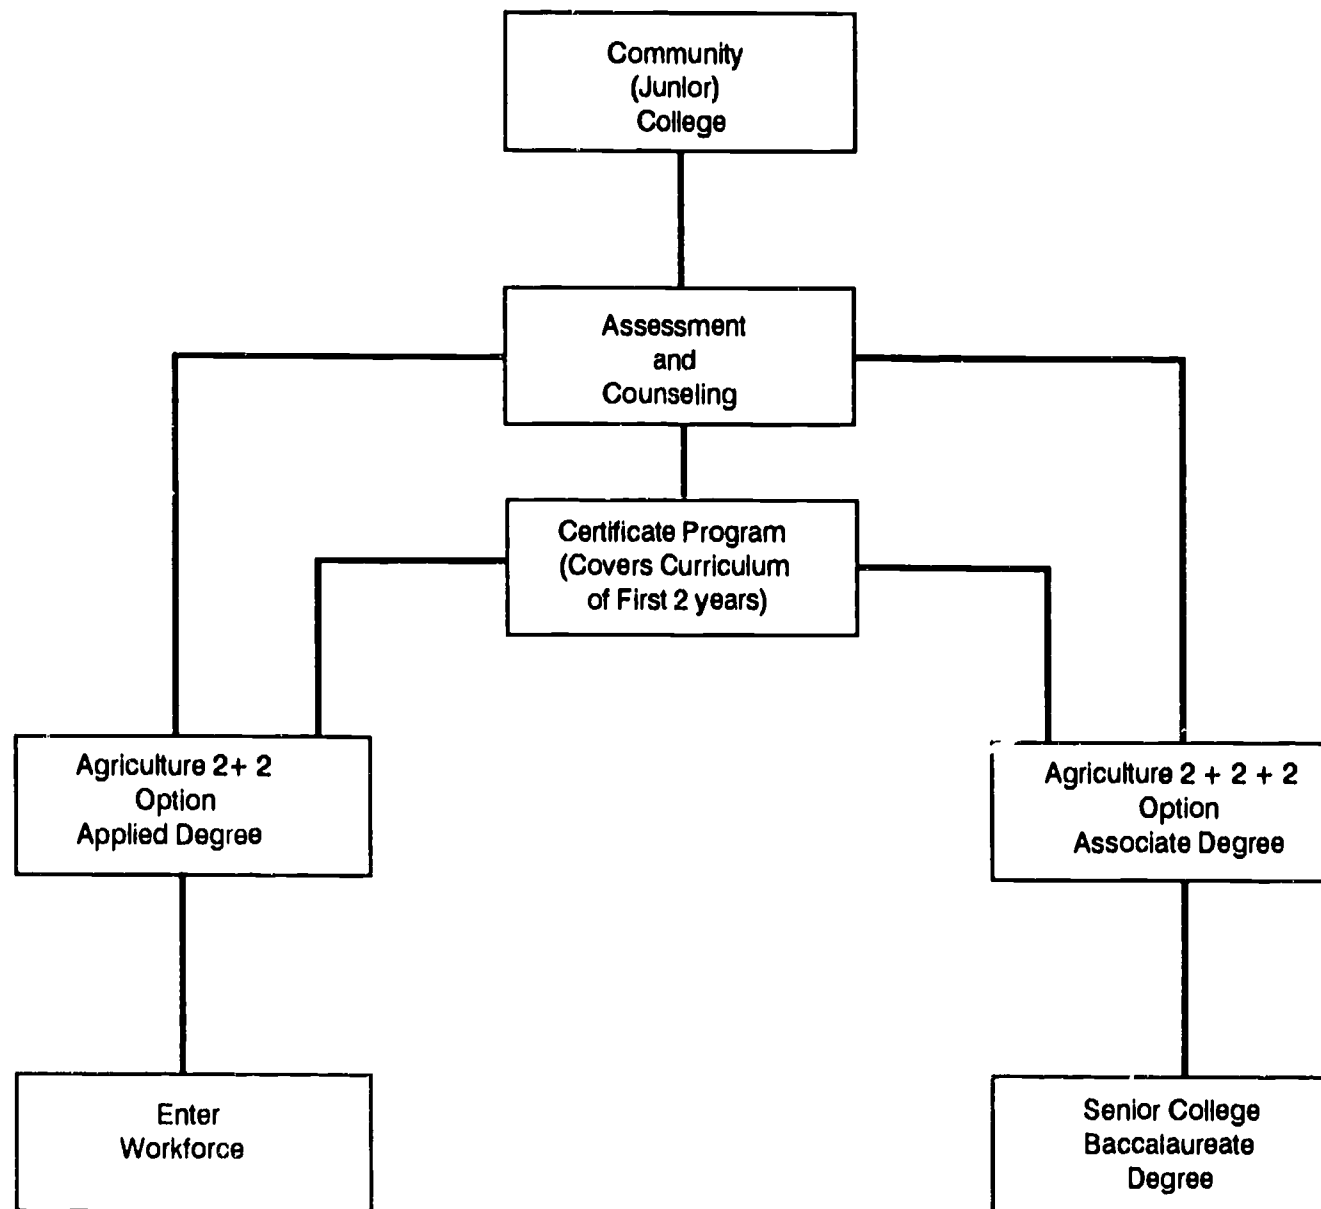 Community
(Junior)
College
Assessment
and
Counseling
Certificate Program
(Covers Curriculum
of First 2 years)
Agriculture 2+ 2
Option
Applied Degree
Agriculture 2 + 2 + 2
Option
Associate Degree
Enter
Workforce
Senior College
Baccalaureate
Degree